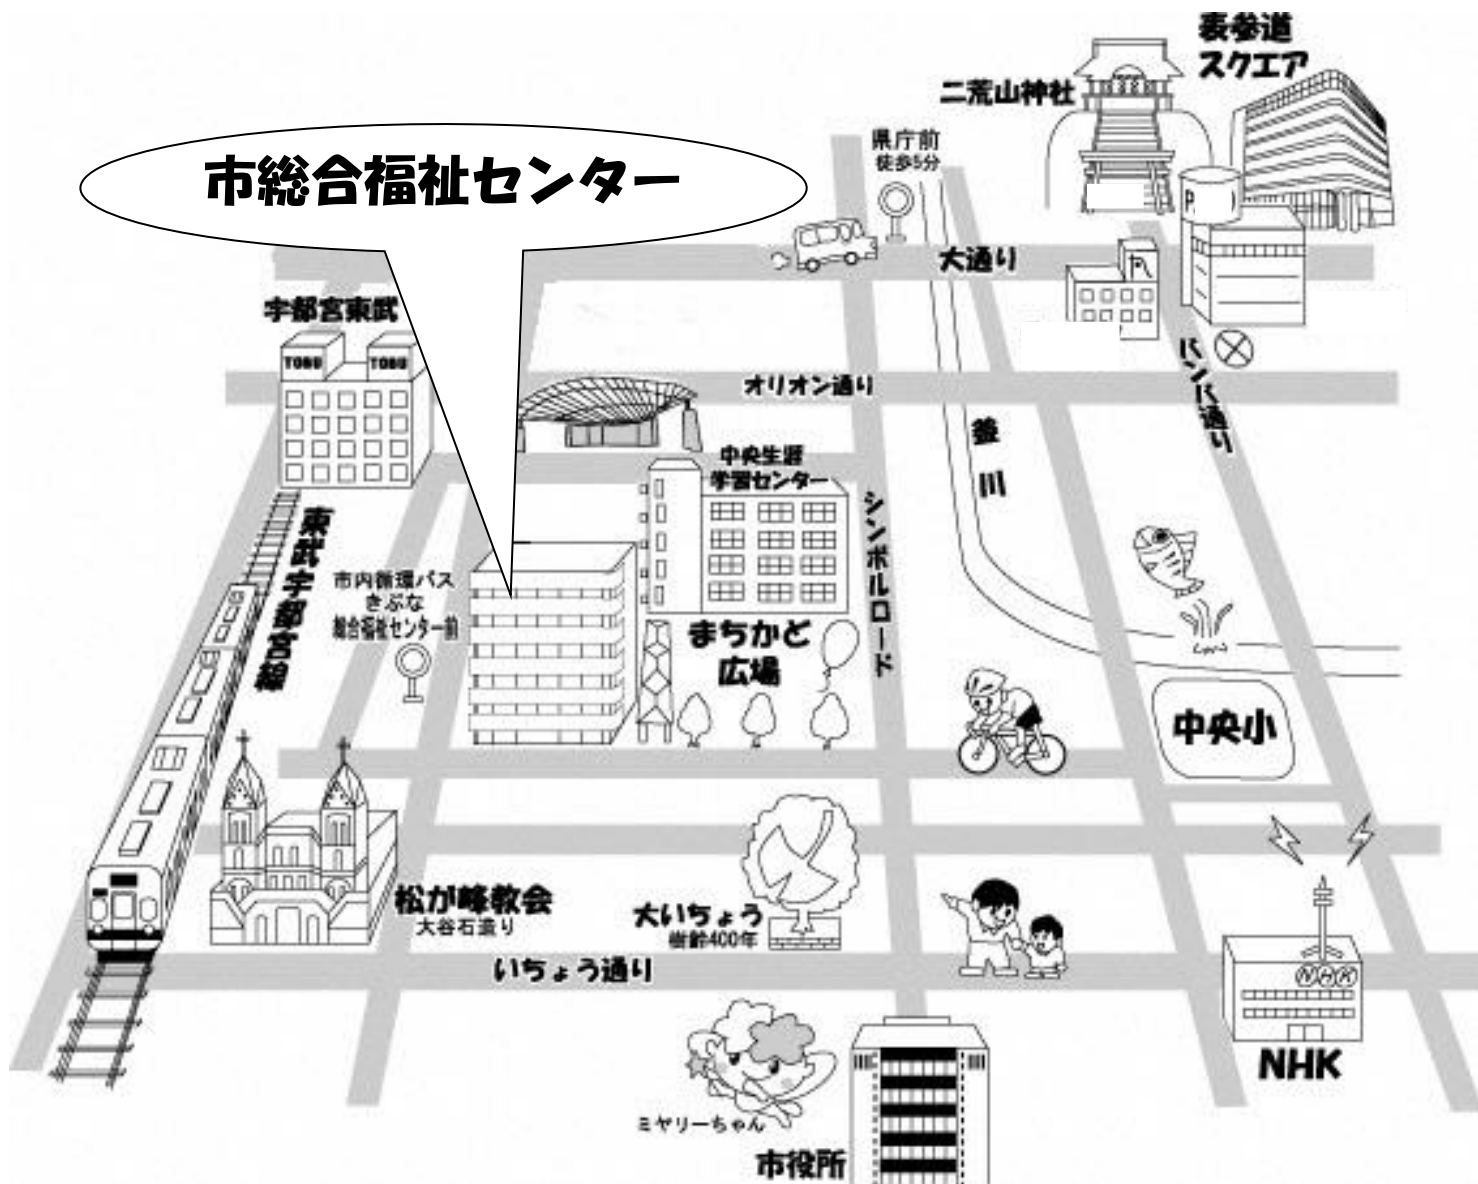 表参道
スクエア
二荒山神社
県庁前
徒歩5分
市総合福祉センター
P
大通り
宇都宮東武
TOBU TOBU
オリオン通り
バンバ通り
釜川
中央生涯
学習センター
シンボルロード
東武宇都宮線
市内循環バス
きぶな
総合福祉センター前
まちかど
広場
中央小
松が峰教会
大谷石造り
大いちょう
樹齢400年
いちょう通り
NHK
NHK
ミヤリーちゃん
市役所